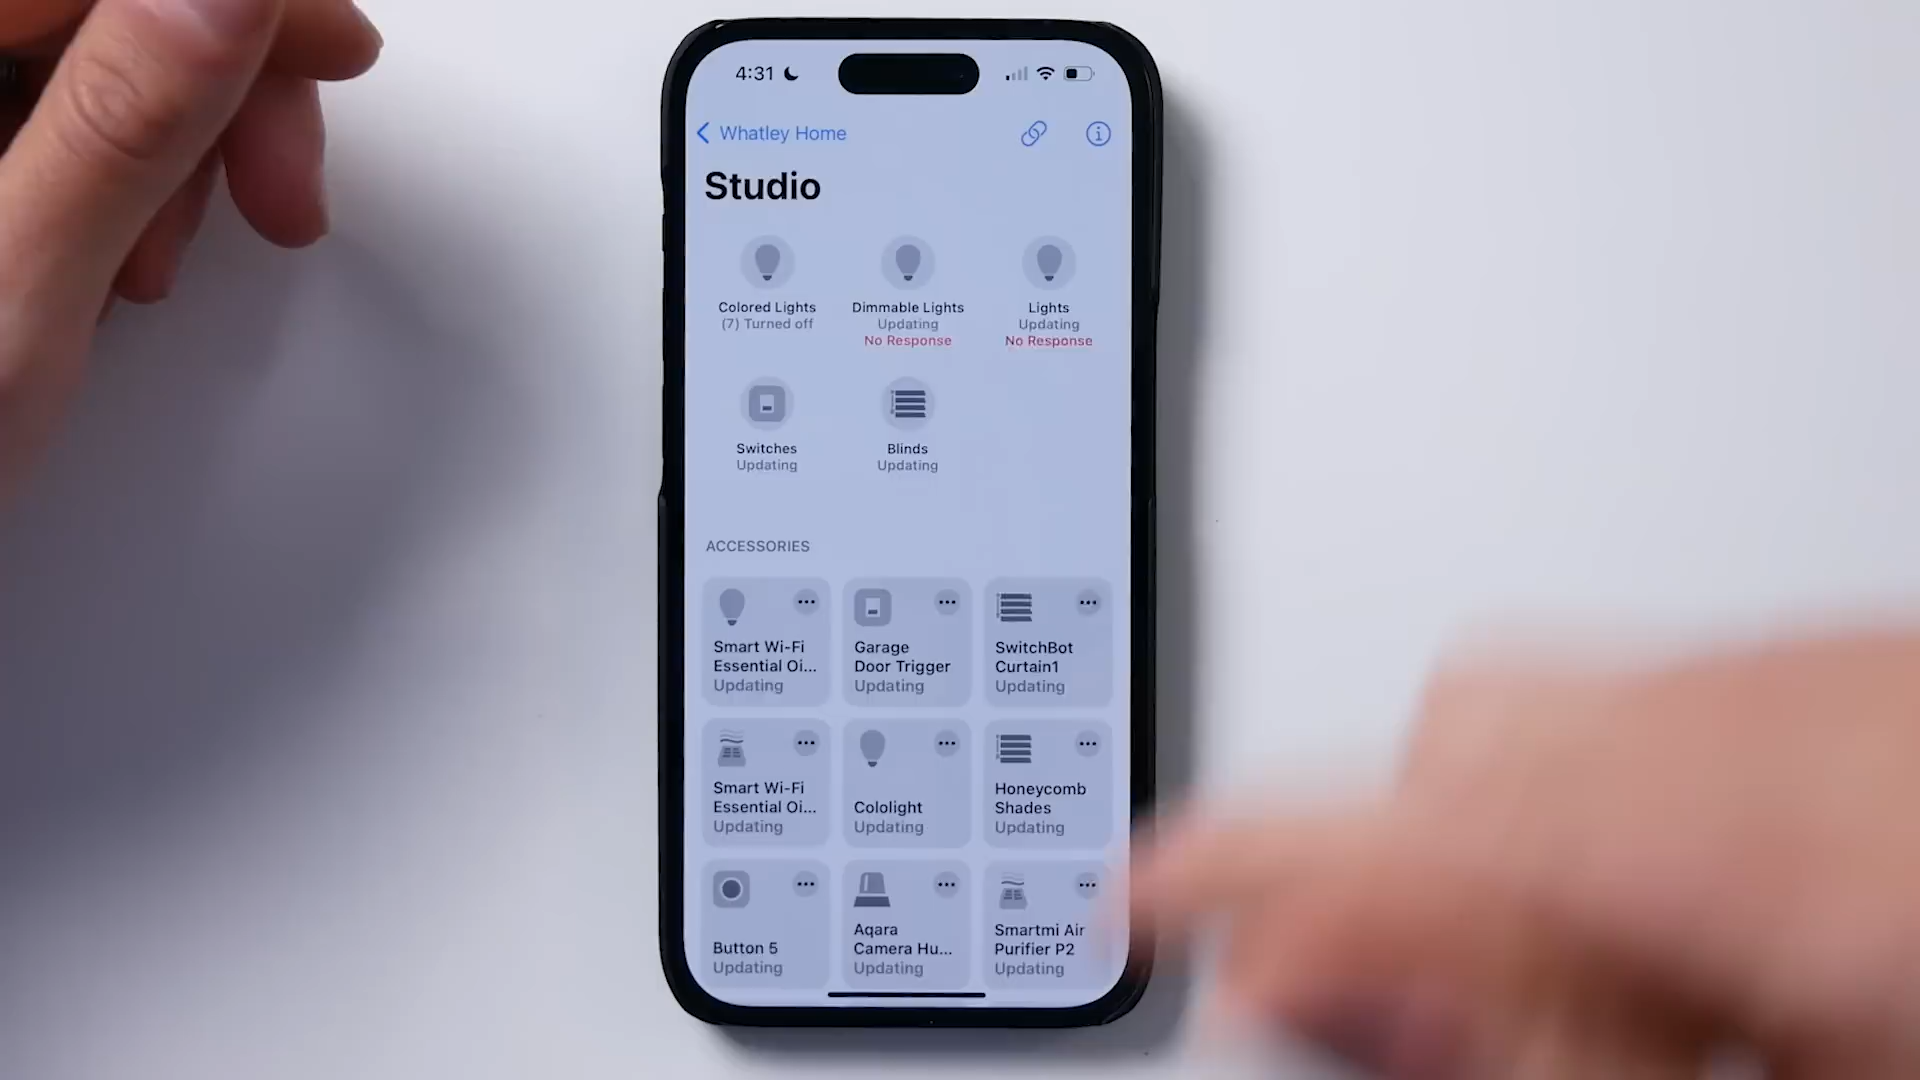 4:31
Whatley Home
Studio
Colored Lights
(7) Turned off
Dimmable Lights
Updating
No Response
Lights
Updating
No Response
Switches
Updating
Blinds
Updating
ACCESSORIES
Smart Wi-Fi
Essential Oi...
Updating
Garage
Door Trigger
Updating
SwitchBot
Curtain1
Updating
Smart Wi-Fi
Essential Oi...
Updating
Cololight
Updating
Honeycomb
Shades
Updating
Button 5
Updating
Aqara
Camera Hu...
Updating
Smartmi Air
Purifier P2
Updating